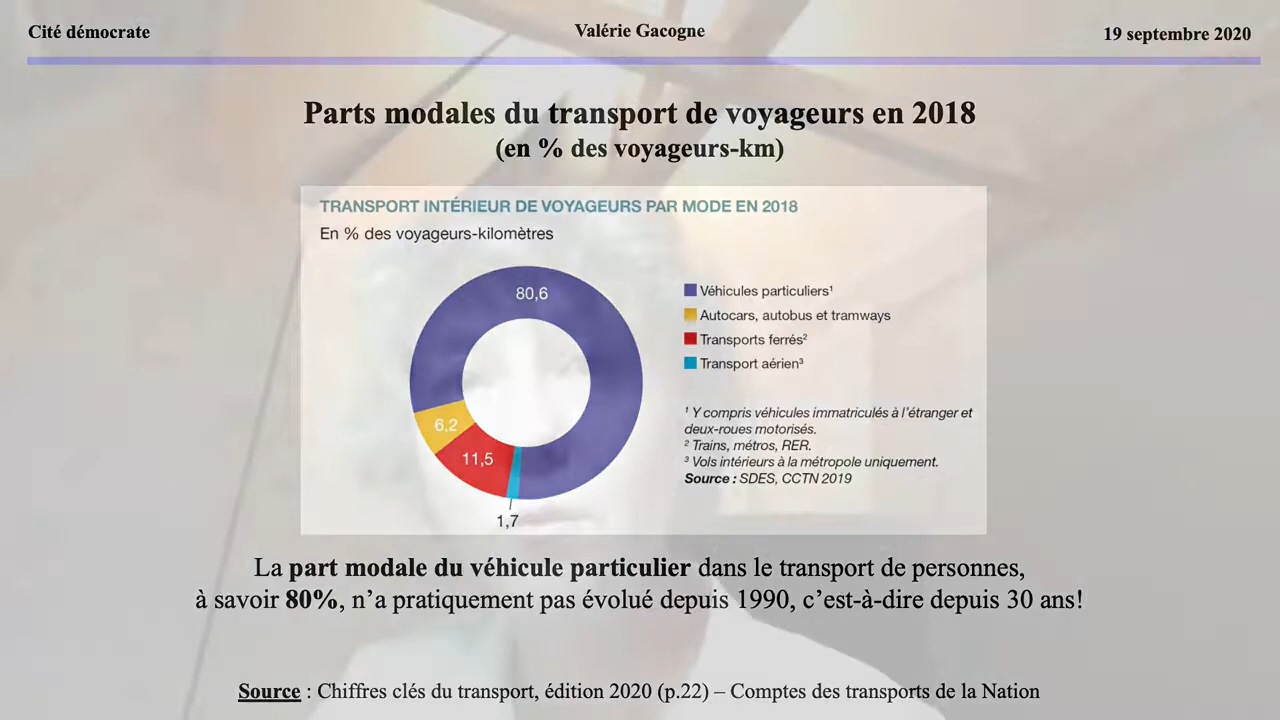 Cité démocrate
Valérie Gacogne
19 septembre 2020
Parts modales du transport de voyageurs en 2018
(en % des voyageurs-km)
TRANSPORT INTÉRIEUR DE VOYAGEURS PAR MODE EN 2018
En % des voyageurs-kilomètres
80,6
6,2
11,5
1,7
Véhicules particuliers¹
Autocars, autobus et tramways
Transports ferrés²
Transport aérien³
¹ Y compris véhicules immatriculés à l'étranger et
deux-roues motorisés.
² Trains, métros, RER.
³ Vols intérieurs à la métropole uniquement.
Source : SDES, CCTN 2019
La part modale du véhicule particulier dans le transport de personnes,
à savoir 80%, n'a pratiquement pas évolué depuis 1990, c'est-à-dire depuis 30 ans!
Source : Chiffres clés du transport, édition 2020 (p.22) – Comptes des transports de la Nation